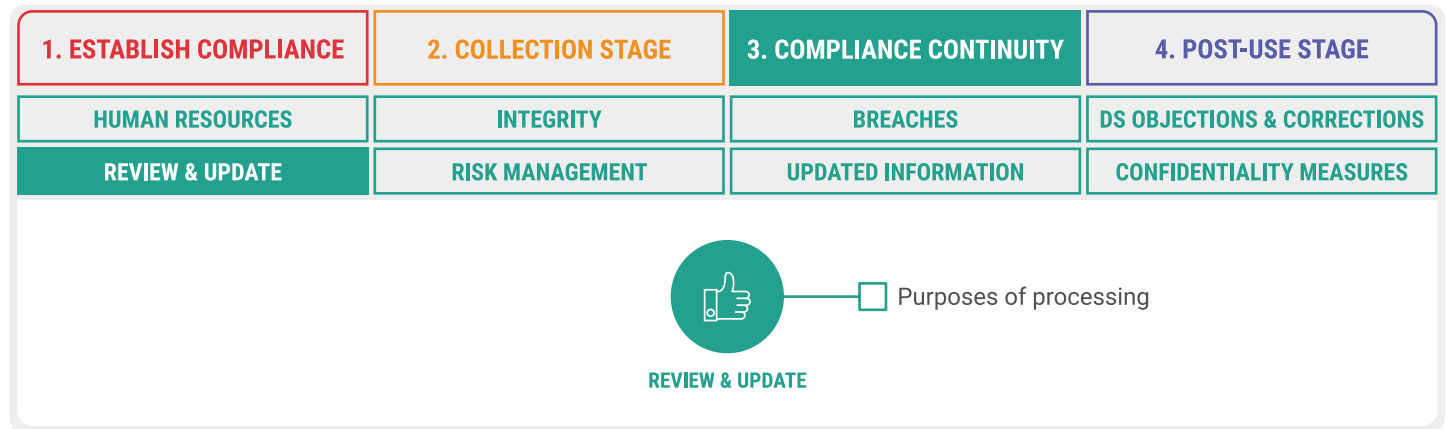 1. ESTABLISH COMPLIANCE
2. COLLECTION STAGE
3. COMPLIANCE CONTINUITY
4. POST-USE STAGE
HUMAN RESOURCES
INTEGRITY
BREACHES
DS OBJECTIONS & CORRECTIONS
REVIEW & UPDATE
RISK MANAGEMENT
UPDATED INFORMATION
CONFIDENTIALITY MEASURES
Purposes of processing
REVIEW & UPDATE